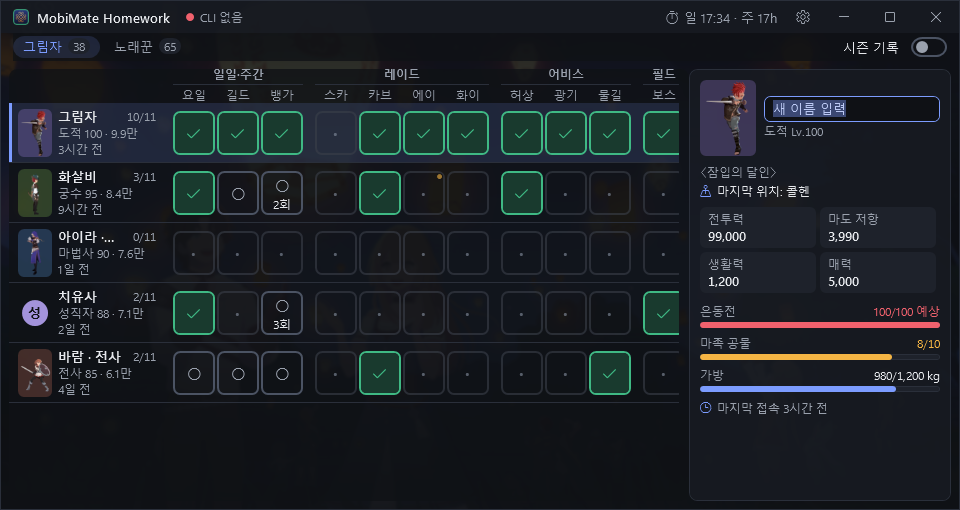 MobiMate Homework
CLI 없음
일 17:34 · 주 17h
그림자 38
노래꾼 65
시즌 기록
일일·주간
레이드
어비스
필드
요일 길드 뱅가 스카 카브 에이 화이 허상 광기 물길 보스
그림자 10/11
도적 100 · 9.9만
3시간 전
화살비 3/11
궁수 95 · 8.4만
9시간 전
2회
아이라 ·... 0/11
마법사 90 · 7.6만
1일 전
성
치유사 2/11
성직자 88 · 7.1만
2일 전
3회
바람 · 전사 2/11
전사 85 · 6.1만
4일 전
새 이름 입력
도적 Lv.100
<잠입의 달인>
마지막 위치: 콜헨
전투력
99,000
마도 저항
3,990
생활력
1,200
매력
5,000
은동전 100/100 예상
마족 공물 8/10
가방 980/1,200 kg
마지막 접속 3시간 전